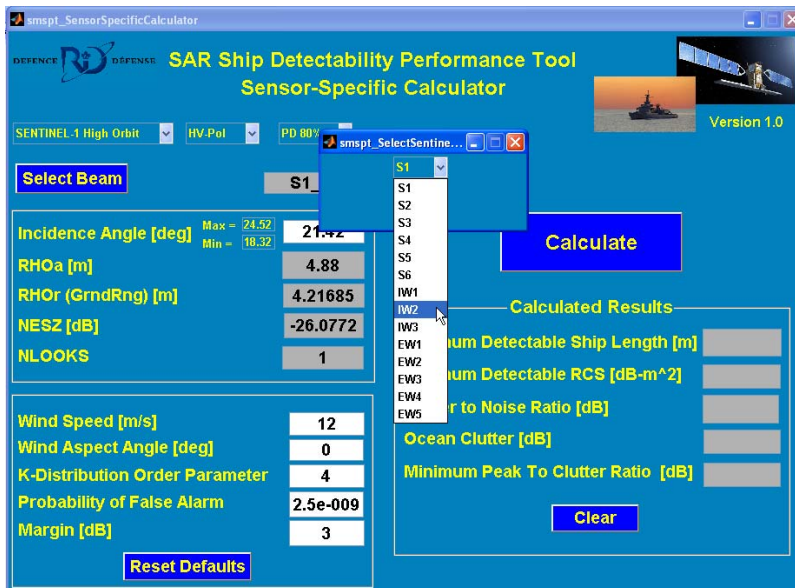 smspt_SensorSpecificCalculator
DEFENCE R&D DÉFENSE
SAR Ship Detectability Performance Tool
Sensor-Specific Calculator
Version 1.0
SENTINEL-1 High Orbit
HV-Pol
PD 80%
smspt_SelectSentine...
S1
Select Beam
S1_
S1
S2
S3
S4
S5
S6
IW1
IW2
IW3
EW1
EW2
EW3
EW4
EW5
Incidence Angle [deg]
Max = 24.52
Min = 18.32
21.42
RHOa [m]
4.88
RHOr (GrndRng) [m]
4.21685
NESZ [dB]
-26.0772
NLOOKS
1
Calculate
Calculated Results
num Detectable Ship Length [m]
num Detectable RCS [dB-m^2]
r to Noise Ratio [dB]
Ocean Clutter [dB]
Minimum Peak To Clutter Ratio [dB]
Clear
Wind Speed [m/s]
12
Wind Aspect Angle [deg]
0
K-Distribution Order Parameter
4
Probability of False Alarm
2.5e-009
Margin [dB]
3
Reset Defaults